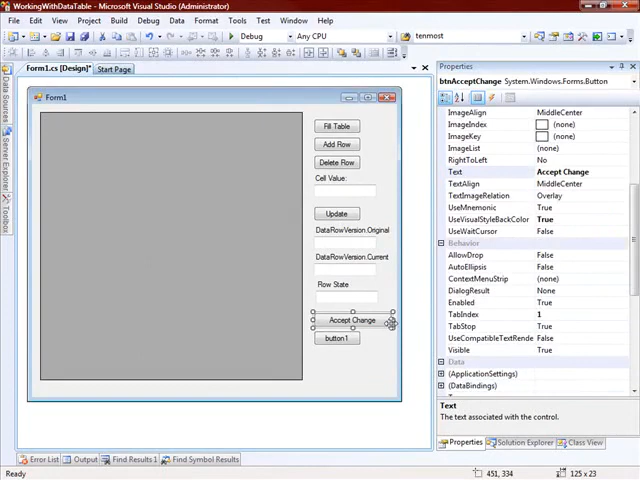 WorkingWithDataTable - Microsoft Visual Studio (Administrator)
File Edit View Project Build Debug Data Format Tools Window Help
Debug Any CPU tenmost
Form1.cs [Design]* Start Page
Data Sources
Server Explorer
Toolbox
Form1
Fill Table
Add Row
Delete Row
Cell Value:
Update
DataRowVersion.Original
DataRowVersion.Current
Row State
Accept Change
button1
Properties
btnAcceptChange System.Windows.Forms.Button
ImageAlign MiddleCenter
ImageIndex (none)
ImageKey (none)
ImageList (none)
RightToLeft No
Text Accept Change
TextAlign MiddleCenter
TextImageRelation Overlay
UseMnemonic True
UseVisualStyleBackColor True
UseWaitCursor False
Behavior
AllowDrop False
AutoEllipsis False
ContextMenuStrip (none)
DialogResult None
Enabled True
TabIndex 1
TabStop True
UseCompatibleTextRende False
Visible True
Data
(ApplicationSettings)
(DataBindings)
Text
The text associated with the control.
Properties Solution Explorer Class View
Error List Output Find Results 1 Find Symbol Results
Ready 451, 334 125 x 23